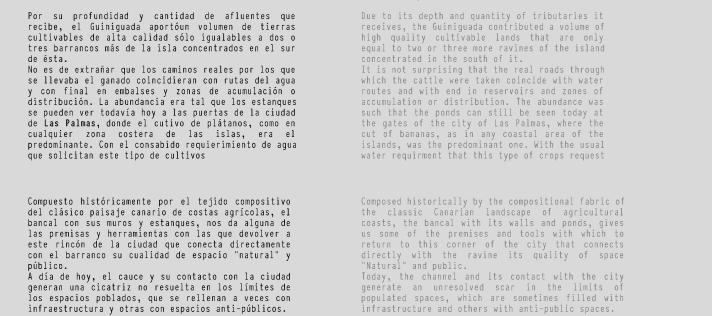 Por su profundidad y cantidad de afluentes que
recibe, el Guiniguada aportóun volumen de tierras
cultivables de alta calidad sólo igualables a dos o
tres barrancos más de la isla concentrados en el sur
de ésta.
No es de extrañar que los caminos reales por los que
se llevaba el ganado coincidieran con rutas del agua
y con final en embalses y zonas de acumulación o
distribución. La abundancia era tal que los estanques
se pueden ver todavía hoy a las puertas de la ciudad
de Las Palmas, donde el cutivo de plátanos, como en
cualquier zona costera de las islas, era el
predominante. Con el consabido requierimiento de agua
que solicitan este tipo de cultivos
Compuesto históricamente por el tejido compositivo
del clásico paisaje canario de costas agrícolas, el
bancal con sus muros y estanques, nos da alguna de
las premisas y herramientas con las que devolver a
este rincón de la ciudad que conecta directamente
con el barranco su cualidad de espacio "natural" y
público.
A día de hoy, el cauce y su contacto con la ciudad
generan una cicatriz no resuelta en los límites de
los espacios poblados, que se rellenan a veces con
infraestructura y otras con espacios anti-públicos.
Due to its depth and quantity of tributaries it
receives, the Guiniguada contributed a volume of
high quality cultivable lands that are only
equal to two or three more ravines of the island
concentrated in the south of it.
It is not surprising that the real roads through
which the cattle were taken coincide with water
routes and with end in reservoirs and zones of
accumulation or distribution. The abundance was
such that the ponds can still be seen today at
the gates of the city of Las Palmas, where the
cut of bananas, as in any coastal area of the
islands, was the predominant one. With the usual
water requirment that this type of crops request
Composed historically by the compositional fabric of
the classic Canarian landscape of agricultural
coasts, the bancal with its walls and ponds, gives
us some of the premises and tools with which to
return to this corner of the city that connects
directly with the ravine its quality of space
"Natural" and public.
Today, the channel and its contact with the city
generate an unresolved scar in the limits of
populated spaces, which are sometimes filled with
infrastructure and others with anti-public spaces.